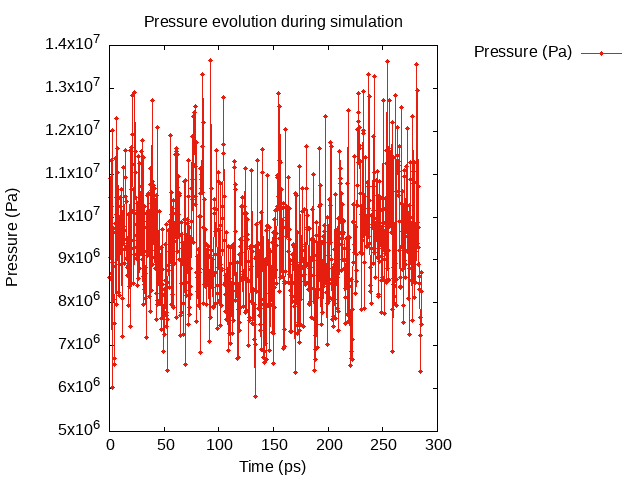 Pressure evolution during simulation
Pressure (Pa)
1.4x10^7
1.3x10^7
1.2x10^7
1.1x10^7
1x10^7
9x10^6
8x10^6
7x10^6
6x10^6
5x10^6
Pressure (Pa)
0 50 100 150 200 250 300
Time (ps)